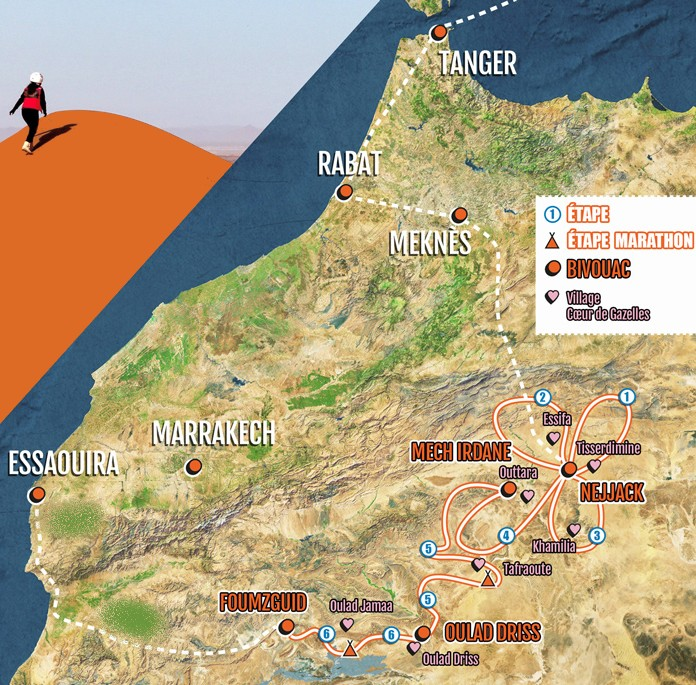 TANGER
RABAT
MEKNÈS
1 ÉTAPE
ÉTAPE MARATHON
BIVOUAC
Village
Cœur de Gazelles
2
1
Essifa
MARRAKECH
MECH IRDANE
Tisserdimine
ESSAOUIRA
Outtara
NEJJACK
4
3
Khamilia
5
Tafraoute
5
FOUMZGUID
Oulad Jamaa
6
6
OULAD DRISS
Oulad Driss